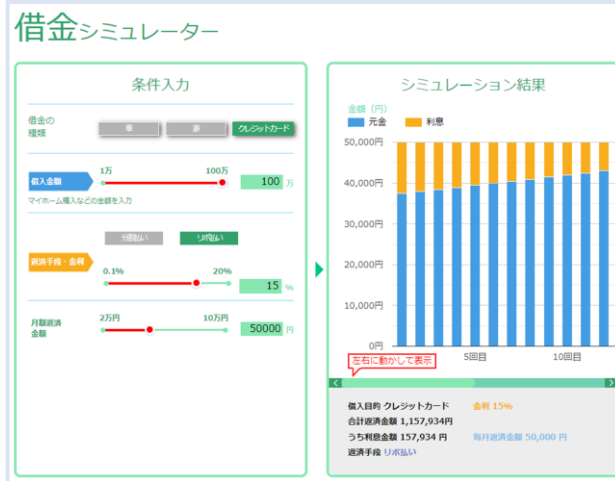 借金シミュレーター
条件入力
借金の
種類
車
家
クレジットカード
借入金額
1万
100万
100 万
マイホーム購入などの金額を入力
分割払い
リボ払い
返済手段・金利
0.1%
20%
15 %
月額返済
金額
2万円
10万円
50000 円
シミュレーション結果
金額（円）
元金
利息
50,000円
40,000円
30,000円
20,000円
10,000円
0円
5回目
10回目
左右に動かして表示
借入目的 クレジットカード
金利 15%
合計返済金額 1,157,934円
うち利息金額 157,934 円
毎月返済金額 50,000 円
返済手段 リボ払い